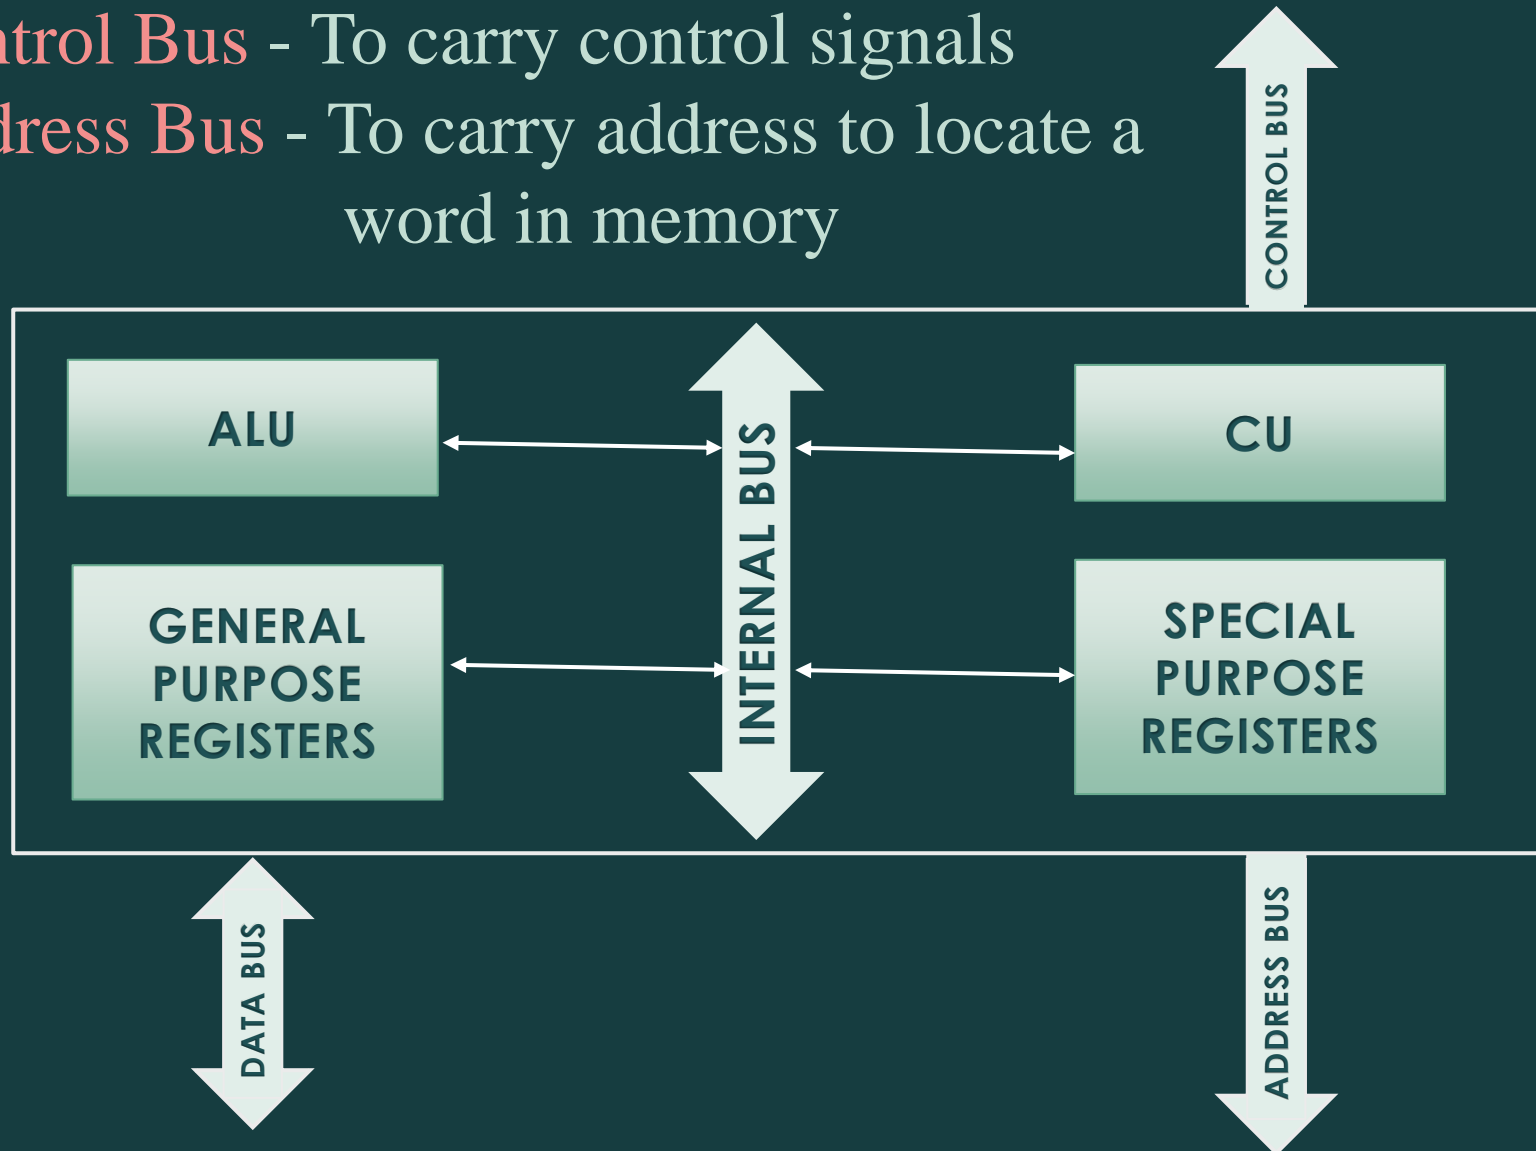 ntrol Bus - To carry control signals
dress Bus - To carry address to locate a
word in memory
CONTROL BUS
ALU
INTERNAL BUS
CU
GENERAL
PURPOSE
REGISTERS
SPECIAL
PURPOSE
REGISTERS
DATA BUS
ADDRESS BUS